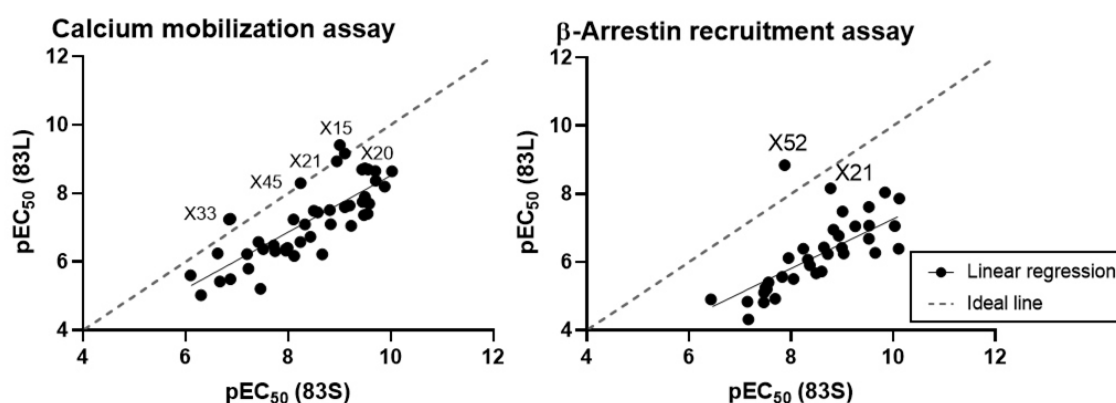 Calcium mobilization assay
12
10
8
6
4
pEC50 (83L)
X15
X21
X20
X45
X33
4
6
8
10
12
pEC50 (83S)
β-Arrestin recruitment assay
12
10
8
6
4
pEC50 (83L)
X52
X21
4
6
8
10
12
pEC50 (83S)
Linear regression
Ideal line